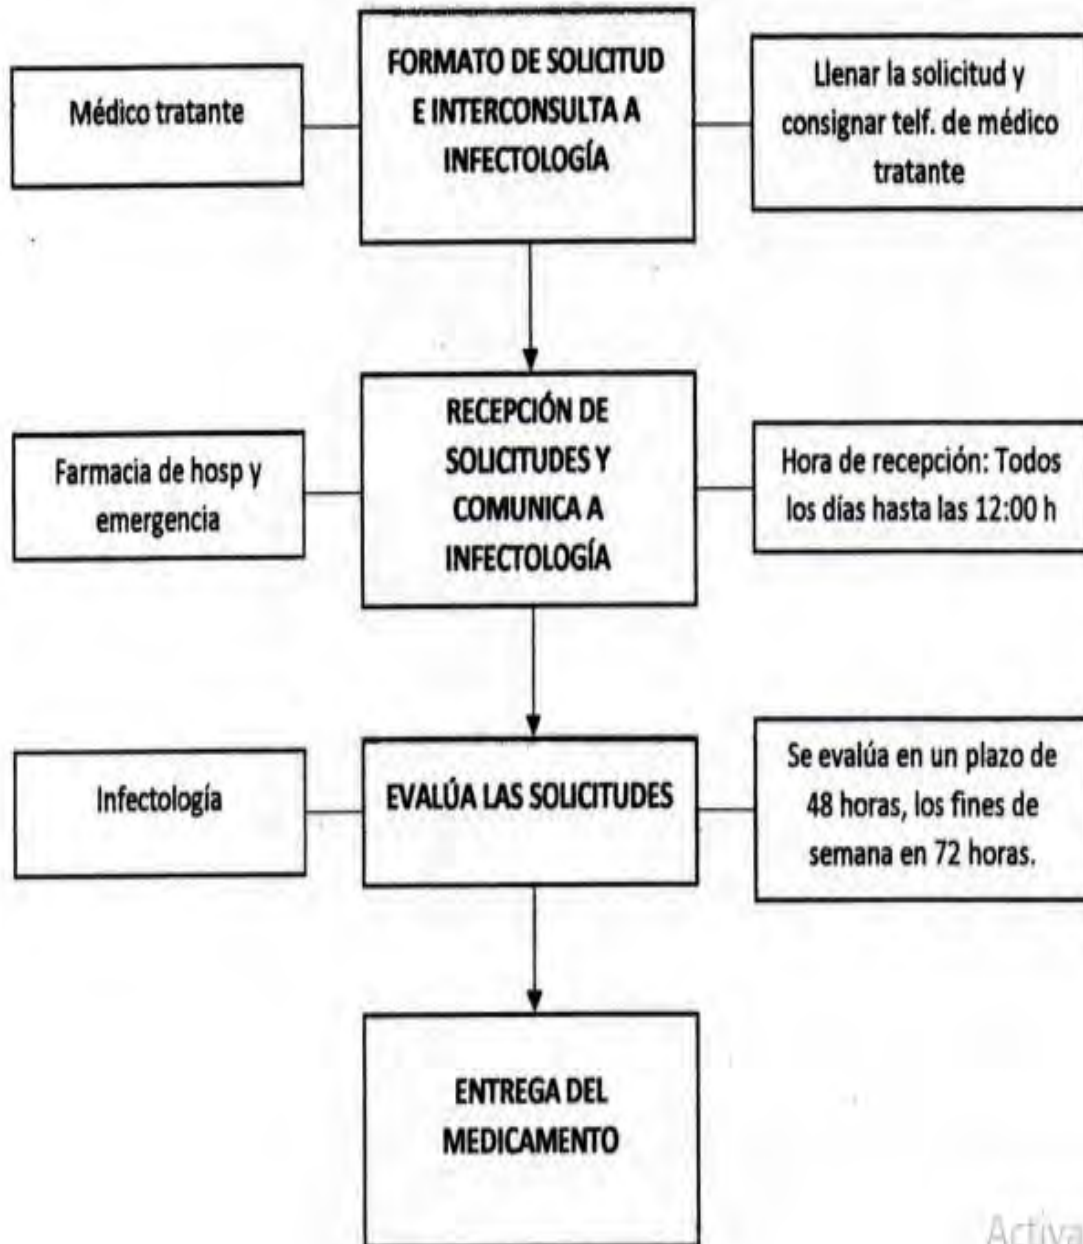 Médico tratante
FORMATO DE SOLICITUD
E INTERCONSULTA A
INFECTOLOGÍA
Llenar la solicitud y
consignar telf. de médico
tratante
Farmacia de hosp y
emergencia
RECEPCIÓN DE
SOLICITUDES Y
COMUNICA A
INFECTOLOGÍA
Hora de recepción: Todos
los días hasta las 12:00 h
Infectología
EVALÚA LAS SOLICITUDES
Se evalúa en un plazo de
48 horas, los fines de
semana en 72 horas.
ENTREGA DEL
MEDICAMENTO
Activa